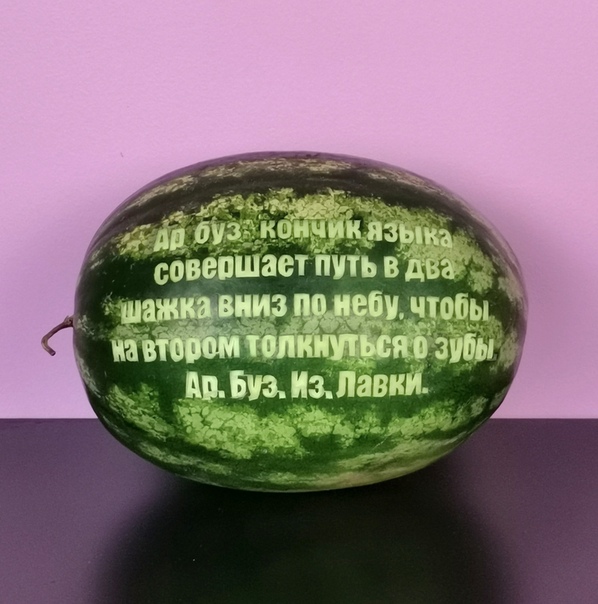 Ар буз: кончик языка
совершает путь в два
шажка вниз по небу, чтобы
на втором толкнуться о зубы.
Ар. Буз. Из. Лавки.